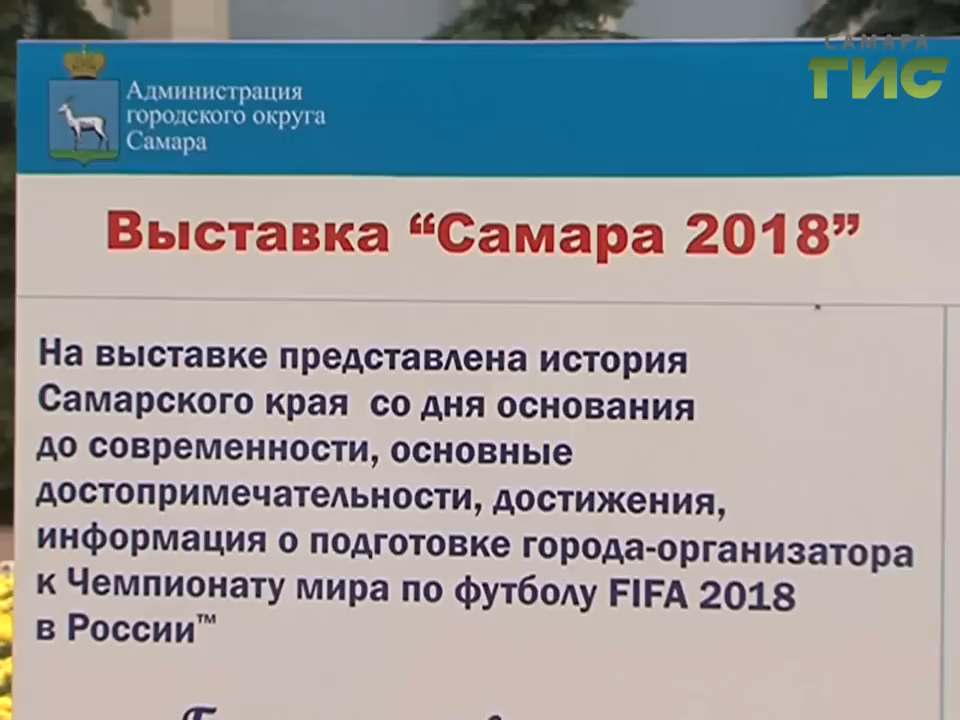 САМАРА
ГИС
Администрация
городского округа
Самара
Выставка “Самара 2018”
На выставке представлена история
Самарского края со дня основания
до современности, основные
достопримечательности, достижения,
информация о подготовке города-организатора
к Чемпионату мира по футболу FIFA 2018
в России™